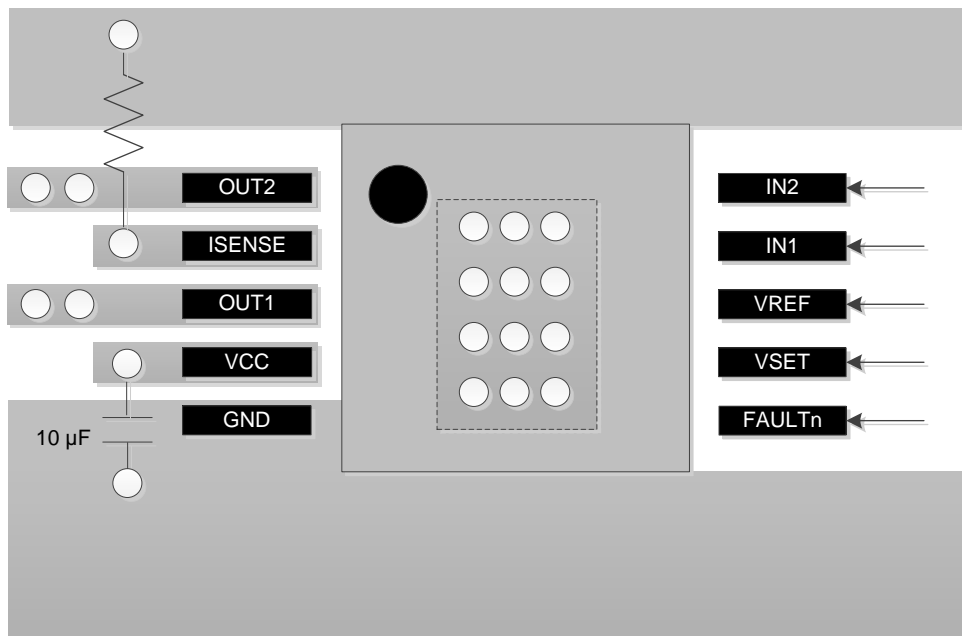 OUT2
ISENSE
OUT1
VCC
GND
10 µF
IN2
IN1
VREF
VSET
FAULTn